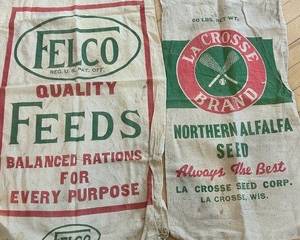 FELCO
REG. U.S. PAT. OFF.
QUALITY
FEEDS
BALANCED RATIONS
FOR
EVERY PURPOSE
FELCO
60 LBS. NET WT.
LA CROSSE
BRAND
NORTHERN ALFALFA
SEED
Always The Best
LA CROSSE SEED CORP.
LA CROSSE, WIS.